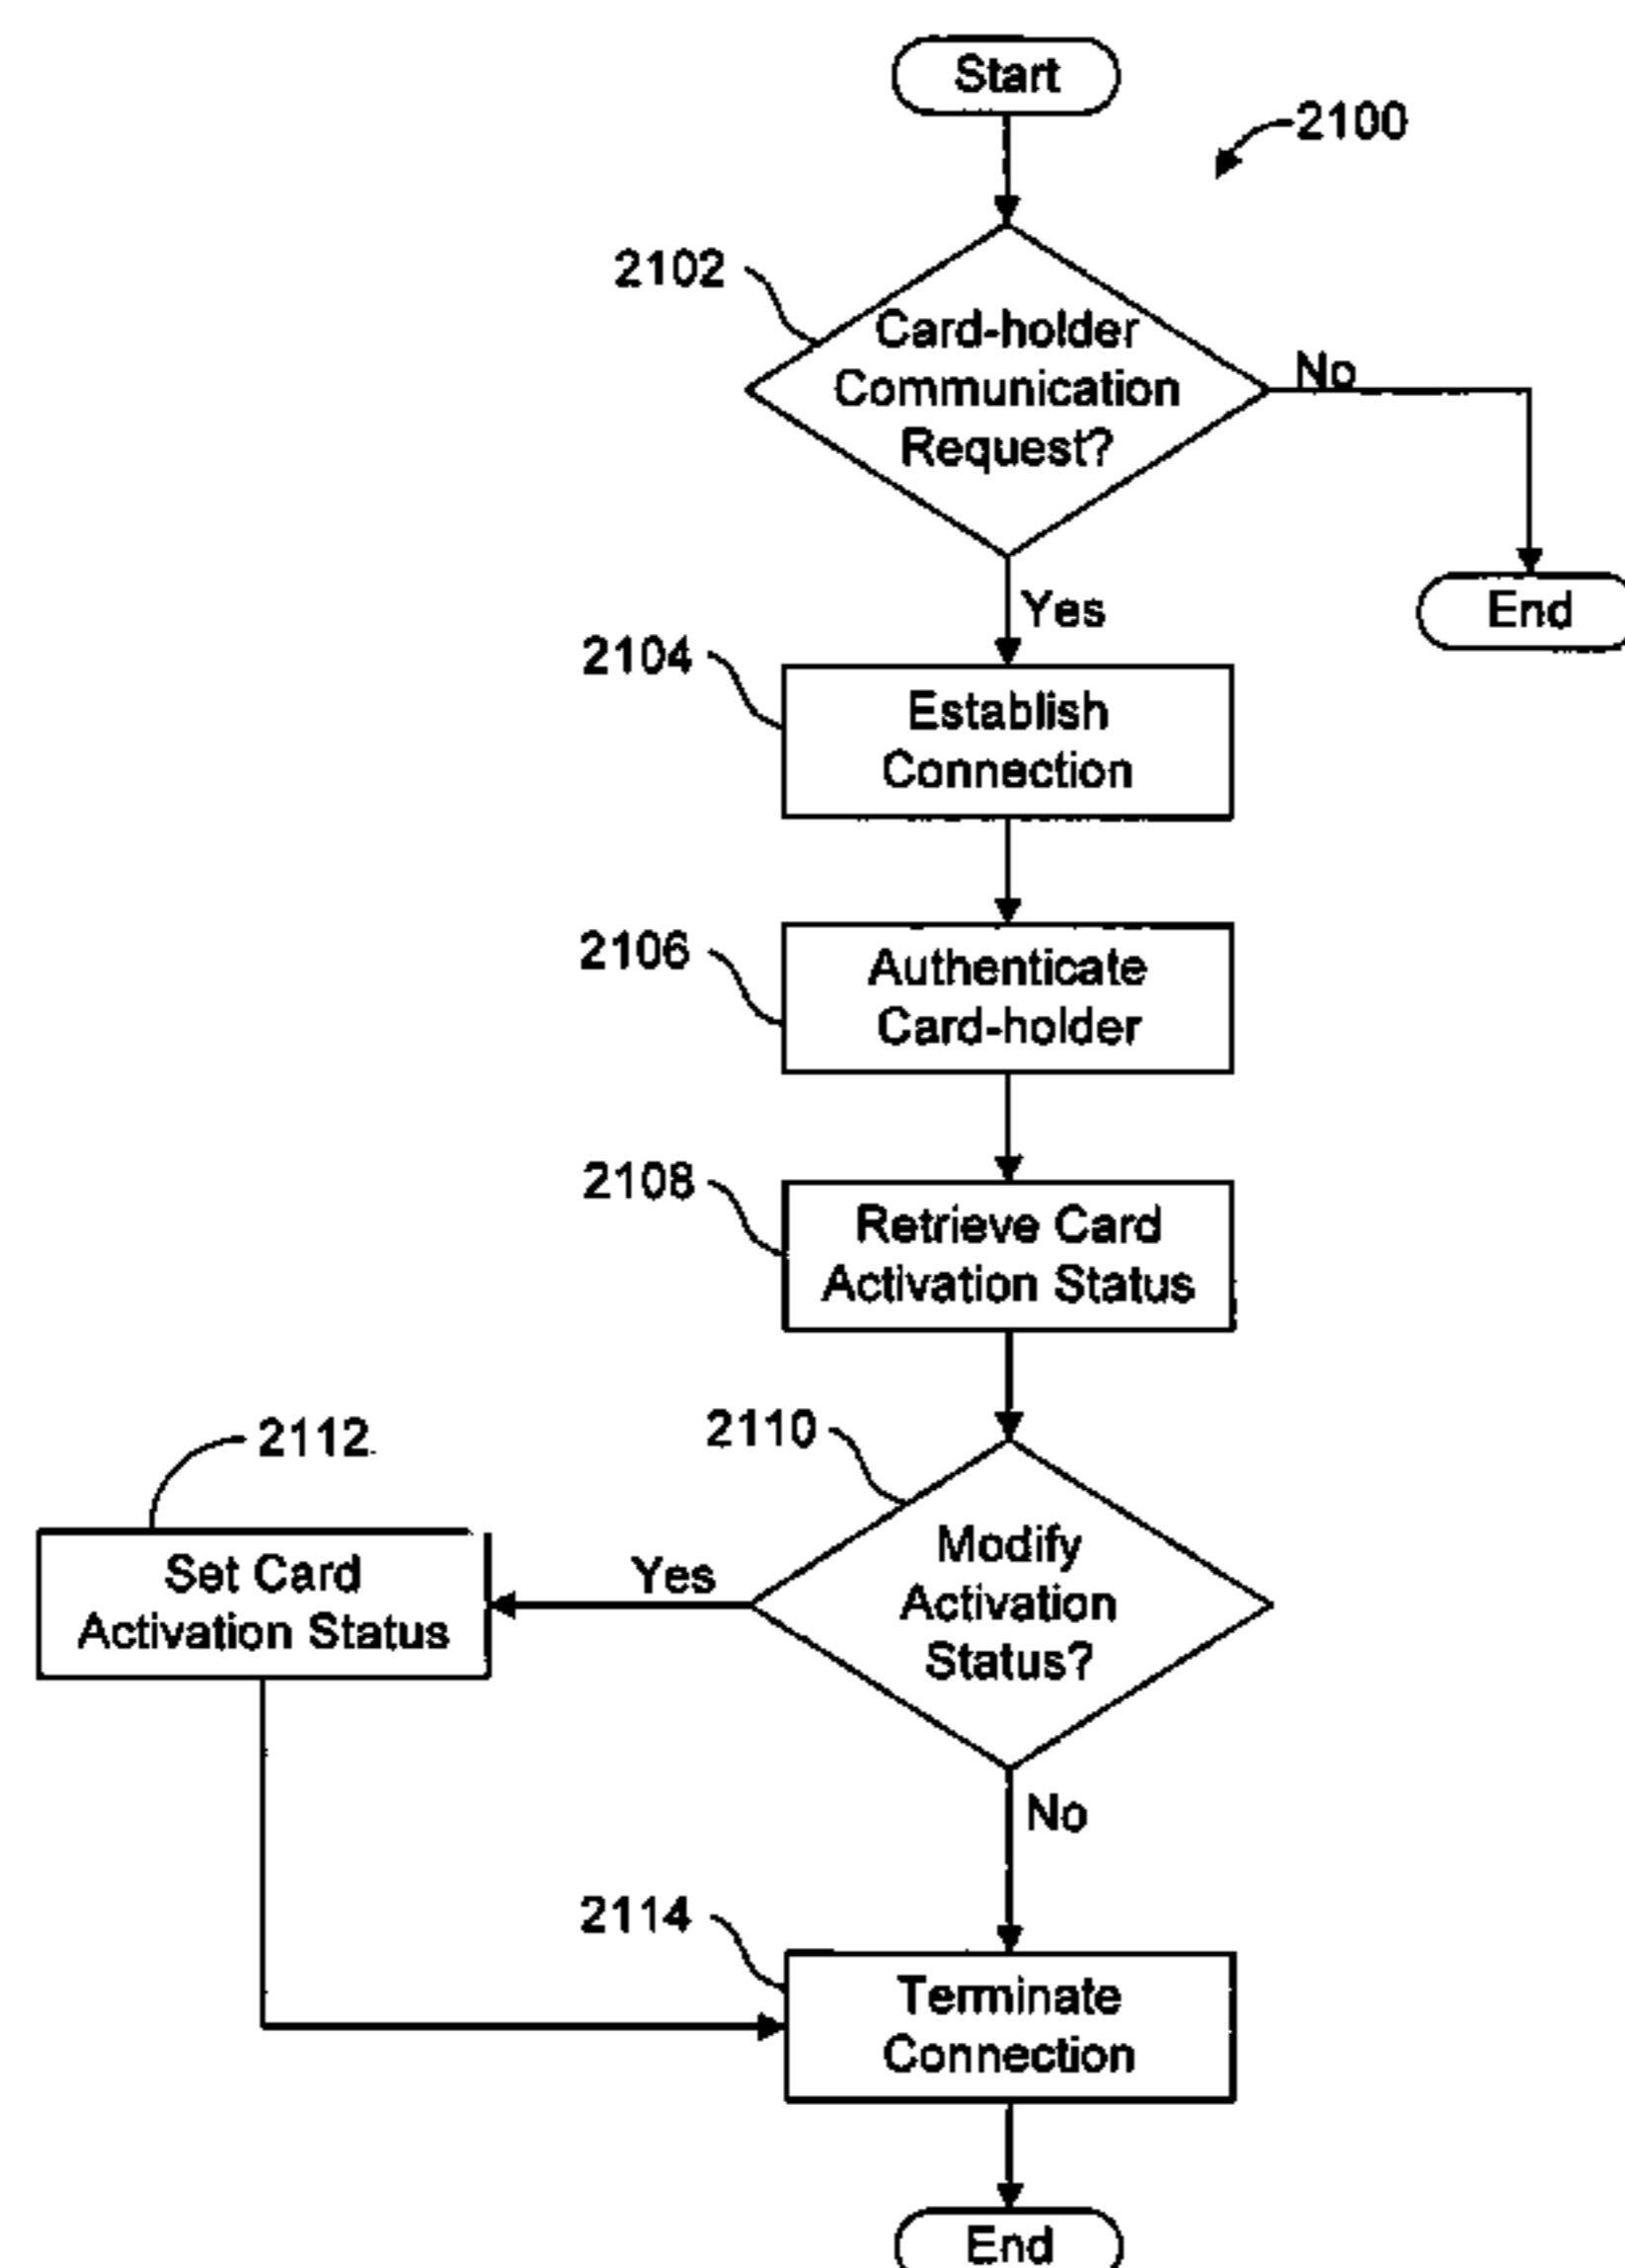 Start
2100
2102
Card-holder
Communication
Request?
No
Yes
End
2104
Establish
Connection
2106
Authenticate
Card-holder
2108
Retrieve Card
Activation Status
2110
2112
Modify
Activation
Status?
Yes
Set Card
Activation Status
No
2114
Terminate
Connection
End